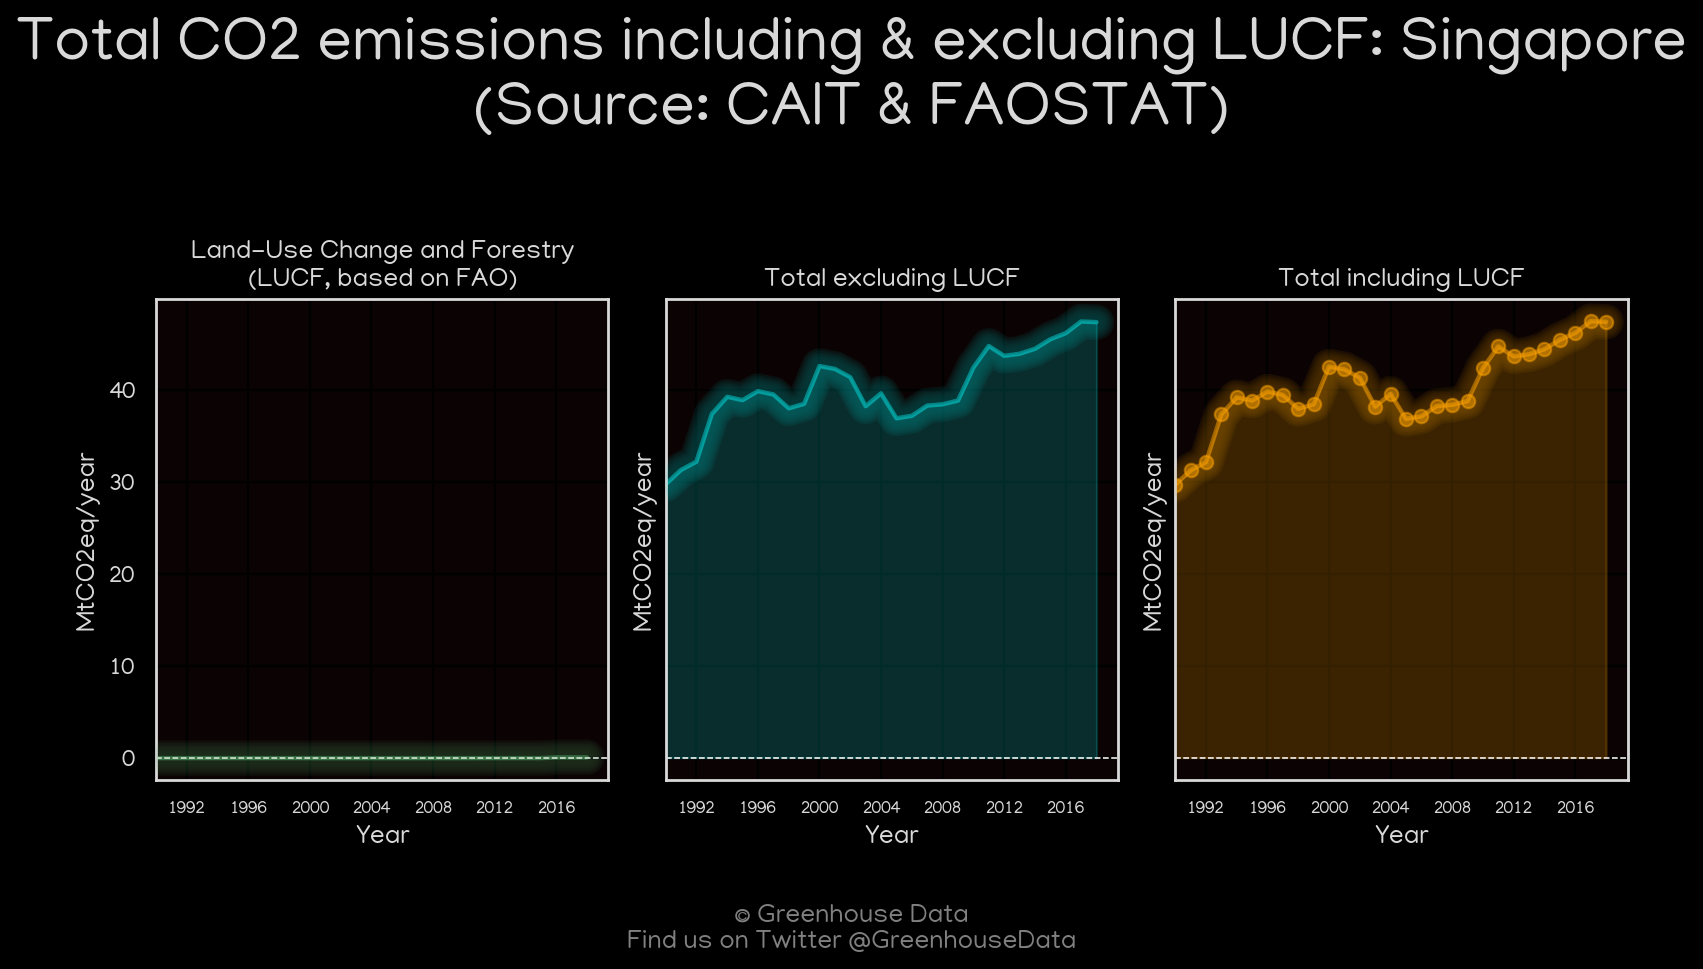 Total CO2 emissions including & excluding LUCF: Singapore
(Source: CAIT & FAOSTAT)
Land-Use Change and Forestry
(LUCF, based on FAO)
Total excluding LUCF
Total including LUCF
MtCO2eq/year
40
30
20
10
0
MtCO2eq/year
MtCO2eq/year
1992 1996 2000 2004 2008 2012 2016
1992 1996 2000 2004 2008 2012 2016
1992 1996 2000 2004 2008 2012 2016
Year
Year
Year
© Greenhouse Data
Find us on Twitter @GreenhouseData